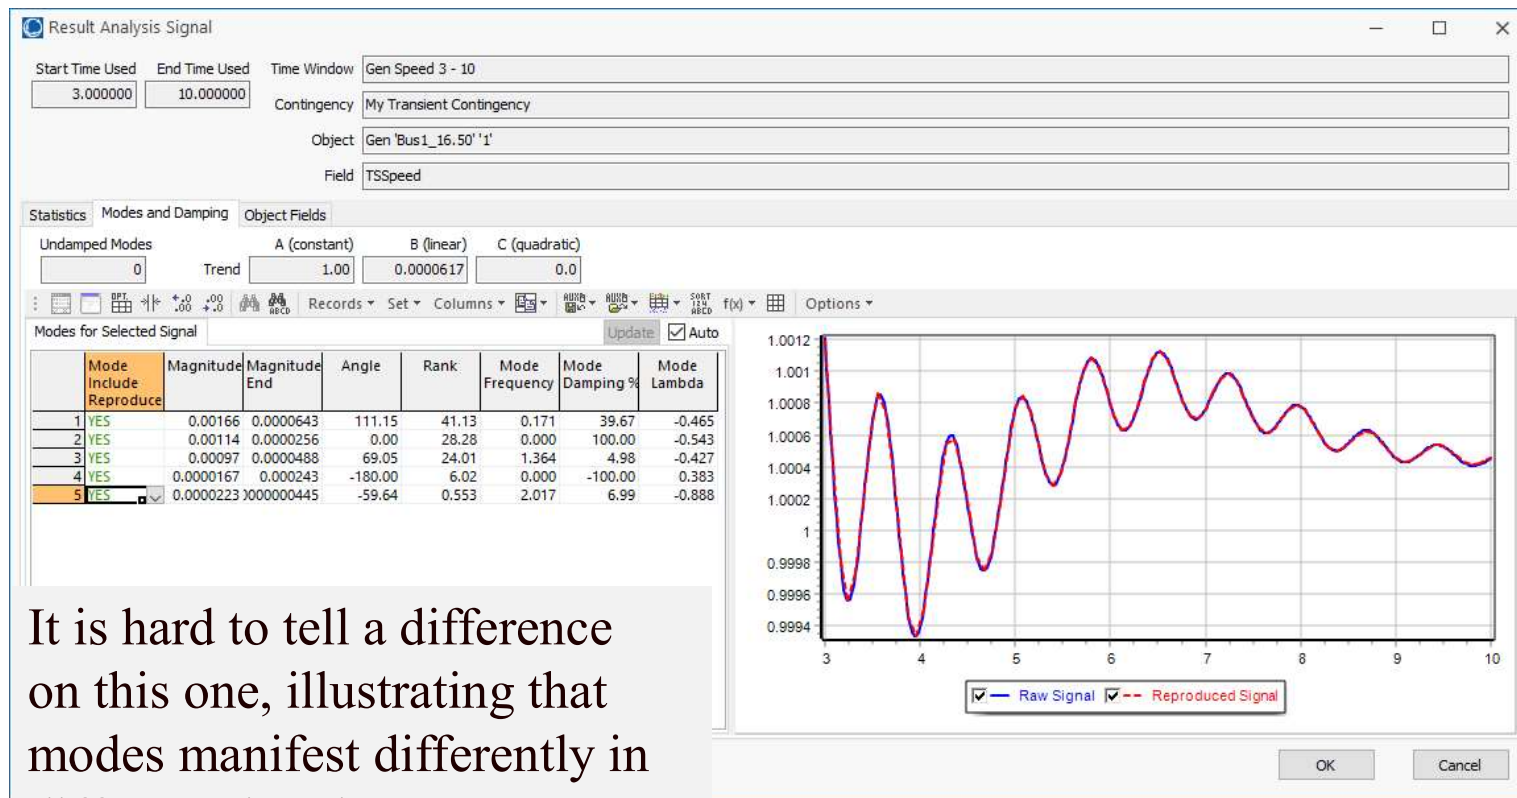 Result Analysis Signal
Start Time Used End Time Used Time Window Gen Speed 3 - 10
3.000000 10.000000
Contingency My Transient Contingency
Object Gen 'Bus1_16.50' '1'
Field TSSpeed
Statistics Modes and Damping Object Fields
Undamped Modes A (constant) B (linear) C (quadratic)
0 Trend 1.00 0.0000617 0.0
Records Set Columns f(x) Options
Modes for Selected Signal Update Auto
Mode Include Reproduce Magnitude Magnitude End Angle Rank Mode Frequency Mode Damping % Mode Lambda
1 YES 0.00166 0.0000643 111.15 41.13 0.171 39.67 -0.465
2 YES 0.00114 0.0000256 0.00 28.28 0.000 100.00 -0.543
3 YES 0.00097 0.0000488 69.05 24.01 1.364 4.98 -0.427
4 YES 0.0000167 0.000243 -180.00 6.02 0.000 -100.00 0.383
5 YES 0.0000223 0000000445 -59.64 0.553 2.017 6.99 -0.888
1.0012
1.001
1.0008
1.0006
1.0004
1.0002
1
0.9998
0.9996
0.9994
3 4 5 6 7 8 9 10
Raw Signal Reproduced Signal
It is hard to tell a difference
on this one, illustrating that
modes manifest differently in
OK Cancel